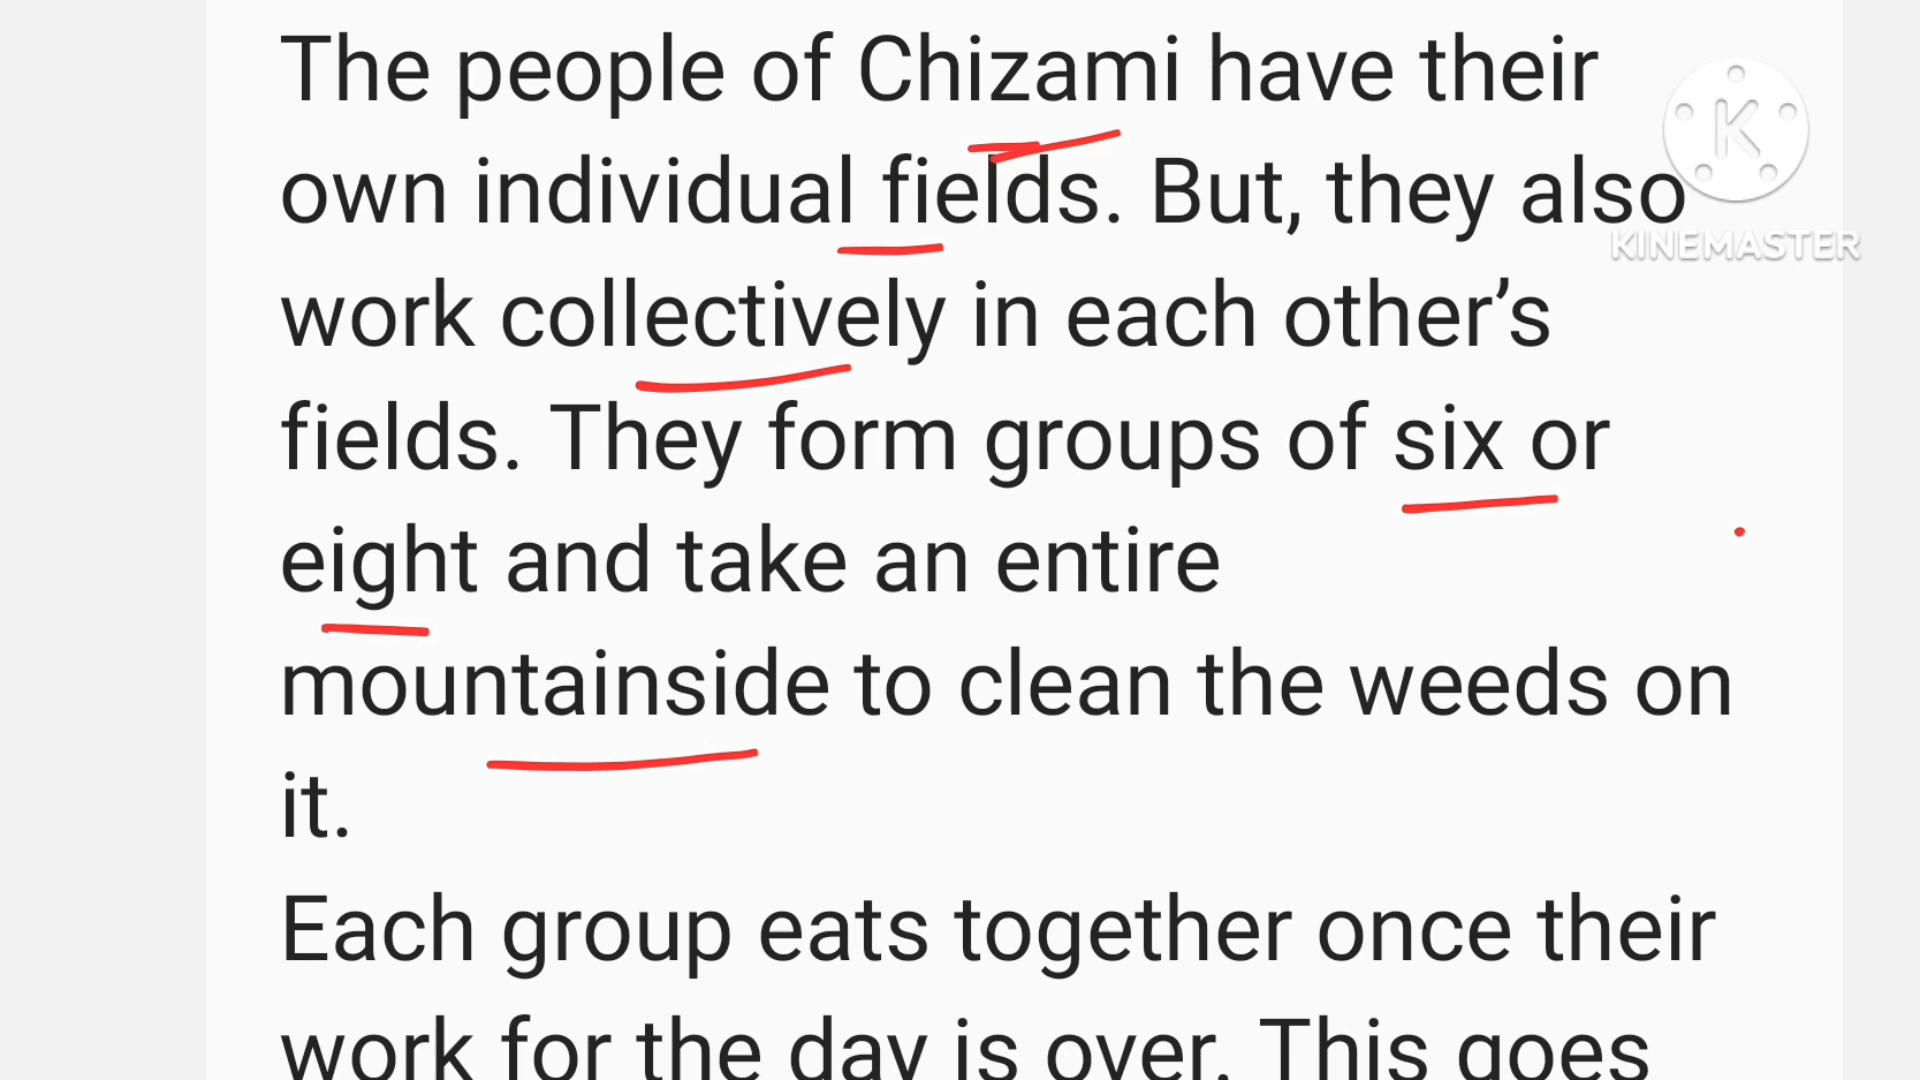 The people of Chizami have their
own individual fields. But, they also
work collectively in each other’s
fields. They form groups of six or
eight and take an entire
mountainside to clean the weeds on
it.
Each group eats together once their
work for the day is over. This goes
K
KINEMASTER